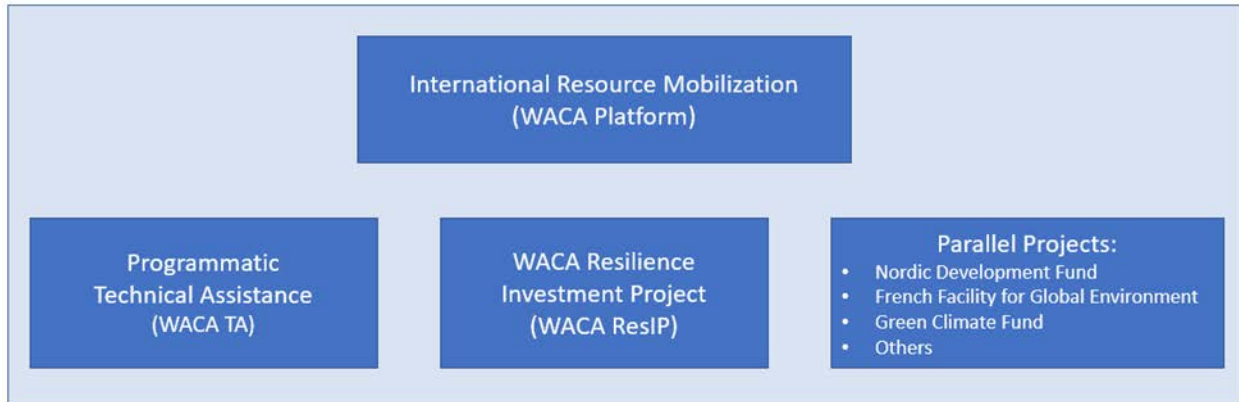 International Resource Mobilization
(WACA Platform)
Programmatic
Technical Assistance
(WACA TA)
WACA Resilience
Investment Project
(WACA ResIP)
Parallel Projects:
• Nordic Development Fund
• French Facility for Global Environment
• Green Climate Fund
• Others